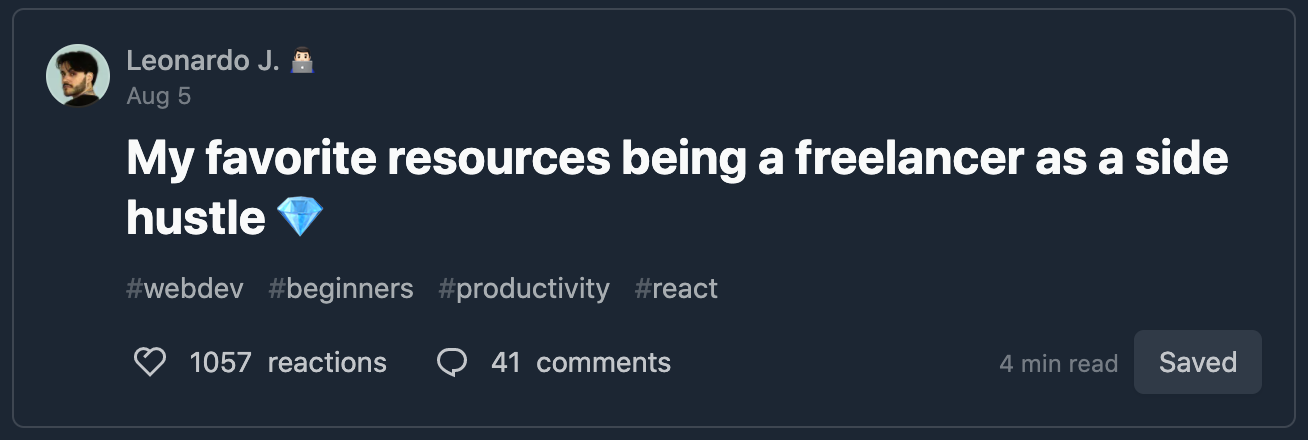 Leonardo J. 👨🏻‍💻
Aug 5
My favorite resources being a freelancer as a side
hustle 💎
#webdev #beginners #productivity #react
1057 reactions 41 comments 4 min read Saved